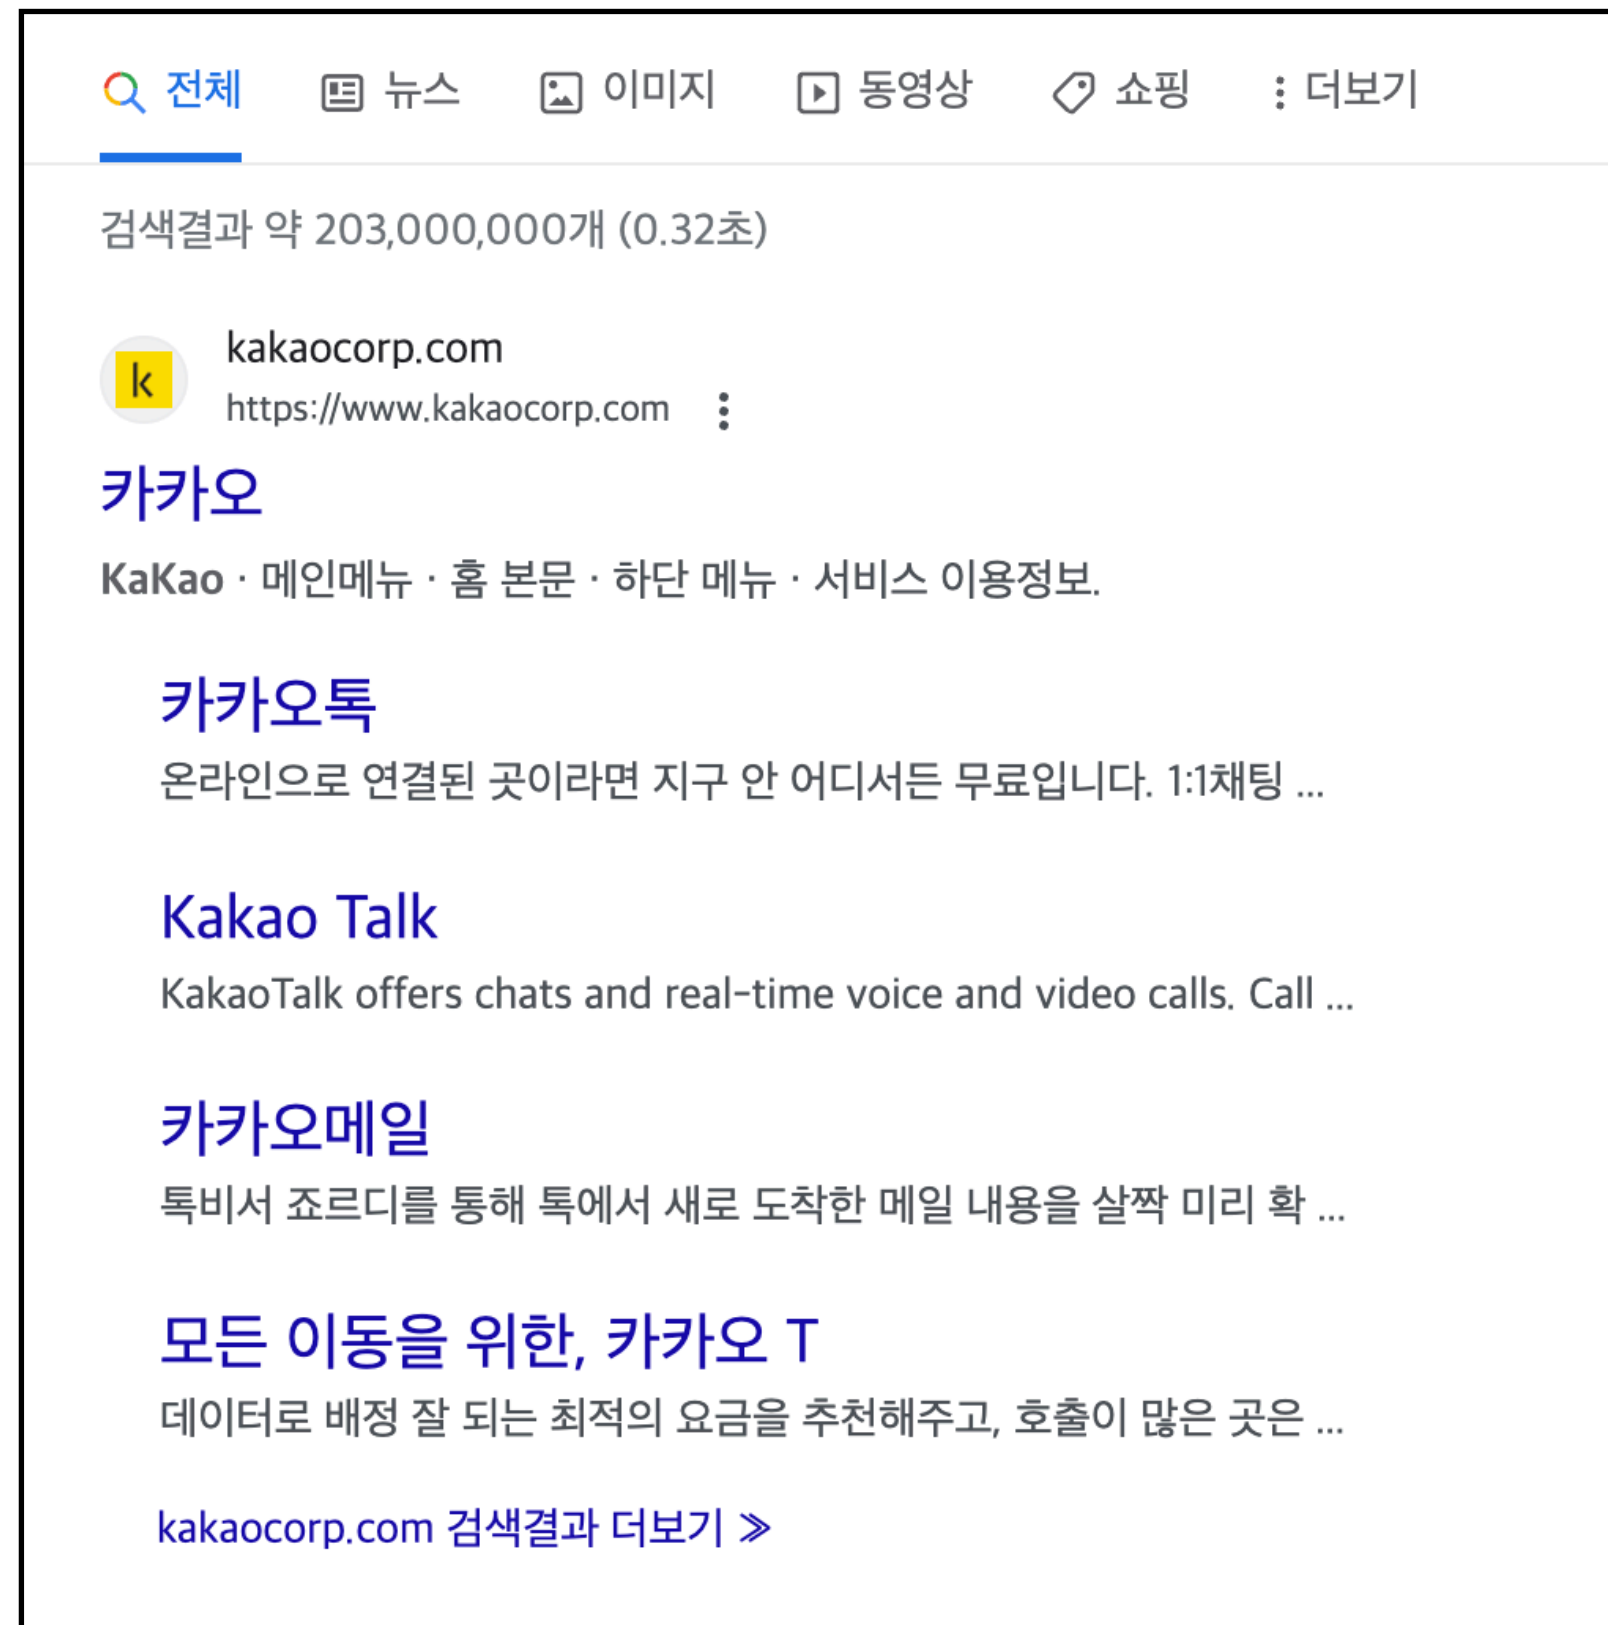 전체 뉴스 이미지 동영상 쇼핑 더보기
검색결과 약 203,000,000개 (0.32초)
k
kakaocorp.com
https://www.kakaocorp.com
카카오
KaKao · 메인메뉴 · 홈 본문 · 하단 메뉴 · 서비스 이용정보.
카카오톡
온라인으로 연결된 곳이라면 지구 안 어디서든 무료입니다. 1:1채팅 ...
Kakao Talk
KakaoTalk offers chats and real-time voice and video calls. Call ...
카카오메일
톡비서 죠르디를 통해 톡에서 새로 도착한 메일 내용을 살짝 미리 확 ...
모든 이동을 위한, 카카오 T
데이터로 배정 잘 되는 최적의 요금을 추천해주고, 호출이 많은 곳은 ...
kakaocorp.com 검색결과 더보기 ≫